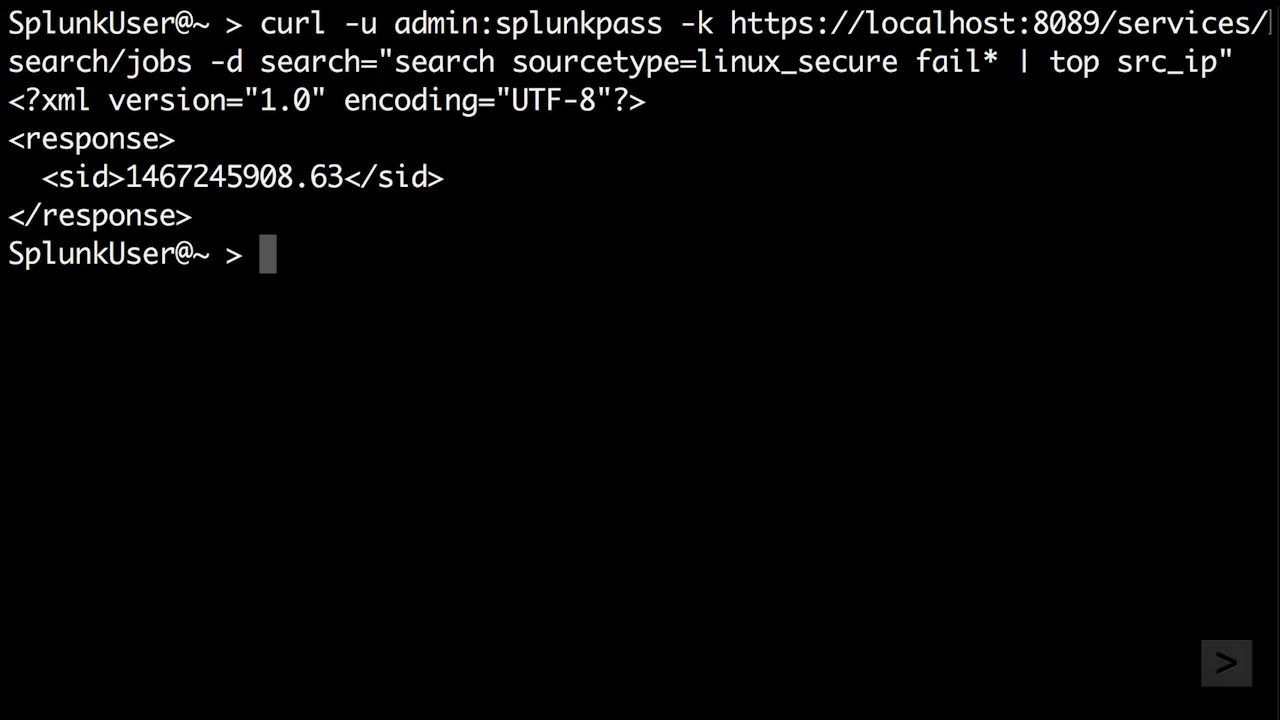 SplunkUser@~ > curl -u admin:splunkpass -k https://localhost:8089/services/
search/jobs -d search="search sourcetype=linux_secure fail* | top src_ip"
<?xml version="1.0" encoding="UTF-8"?>
<response>
  <sid>1467245908.63</sid>
</response>
SplunkUser@~ >
>